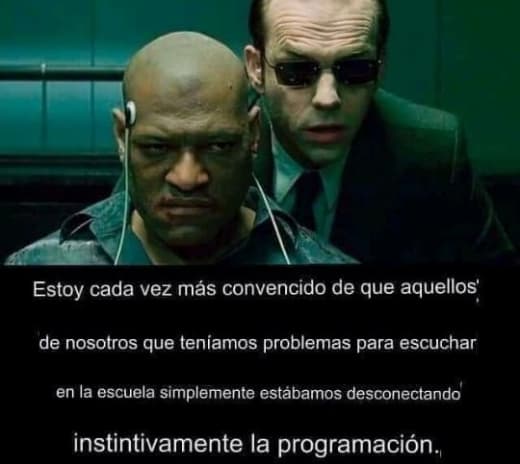 Estoy cada vez más convencido de que aquellos
de nosotros que teníamos problemas para escuchar
en la escuela simplemente estábamos desconectando
instintivamente la programación.